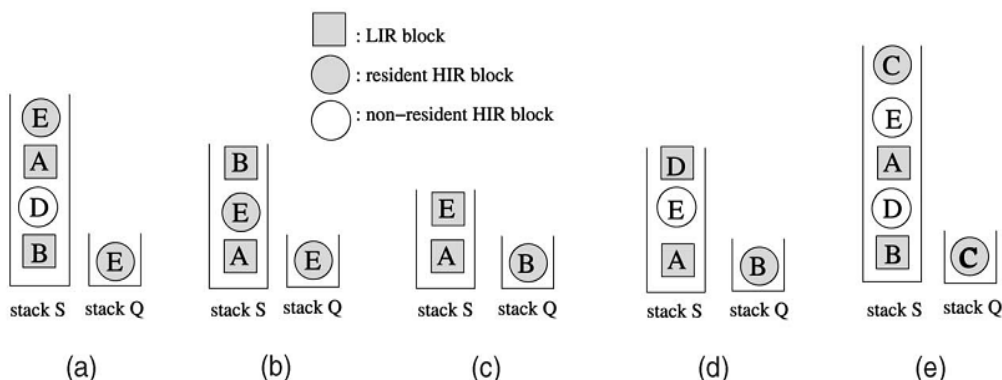 : LIR block
: resident HIR block
: non-resident HIR block
E
A
D
B
E
stack S stack Q
(a)
B
E
A
E
stack S stack Q
(b)
E
A
B
stack S stack Q
(c)
D
E
A
B
stack S stack Q
(d)
C
E
A
D
B
C
stack S stack Q
(e)